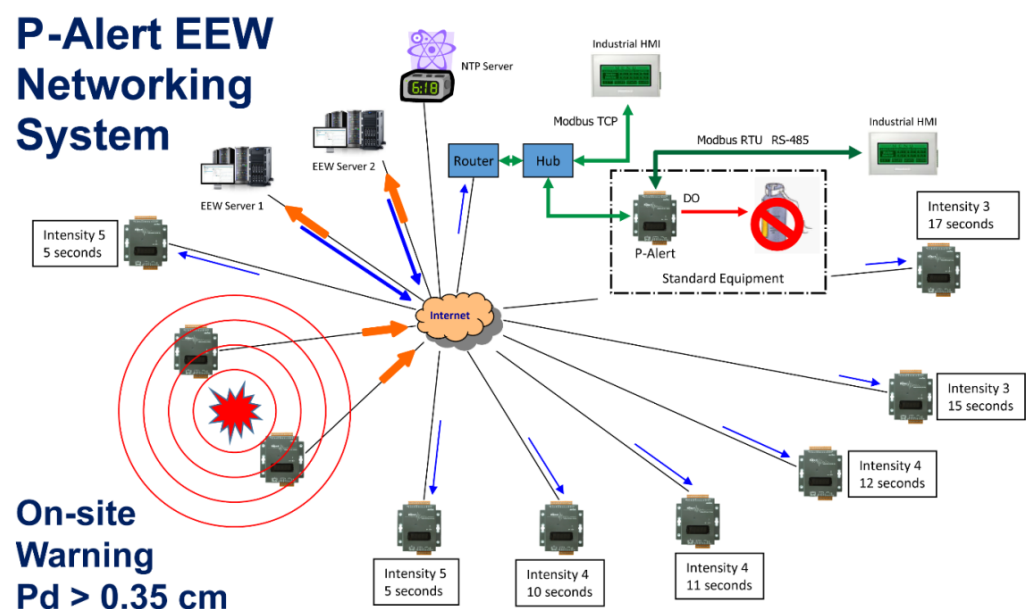 P-Alert EEW
Networking
System
NTP Server
6:18
Industrial HMI
Modbus TCP
Industrial HMI
Modbus RTU RS-485
Router
Hub
EEW Server 2
EEW Server 1
DO
P-Alert
Standard Equipment
Intensity 5
5 seconds
Intensity 3
17 seconds
Internet
Intensity 3
15 seconds
Intensity 4
12 seconds
On-site
Warning
Pd > 0.35 cm
Intensity 5
5 seconds
Intensity 4
10 seconds
Intensity 4
11 seconds